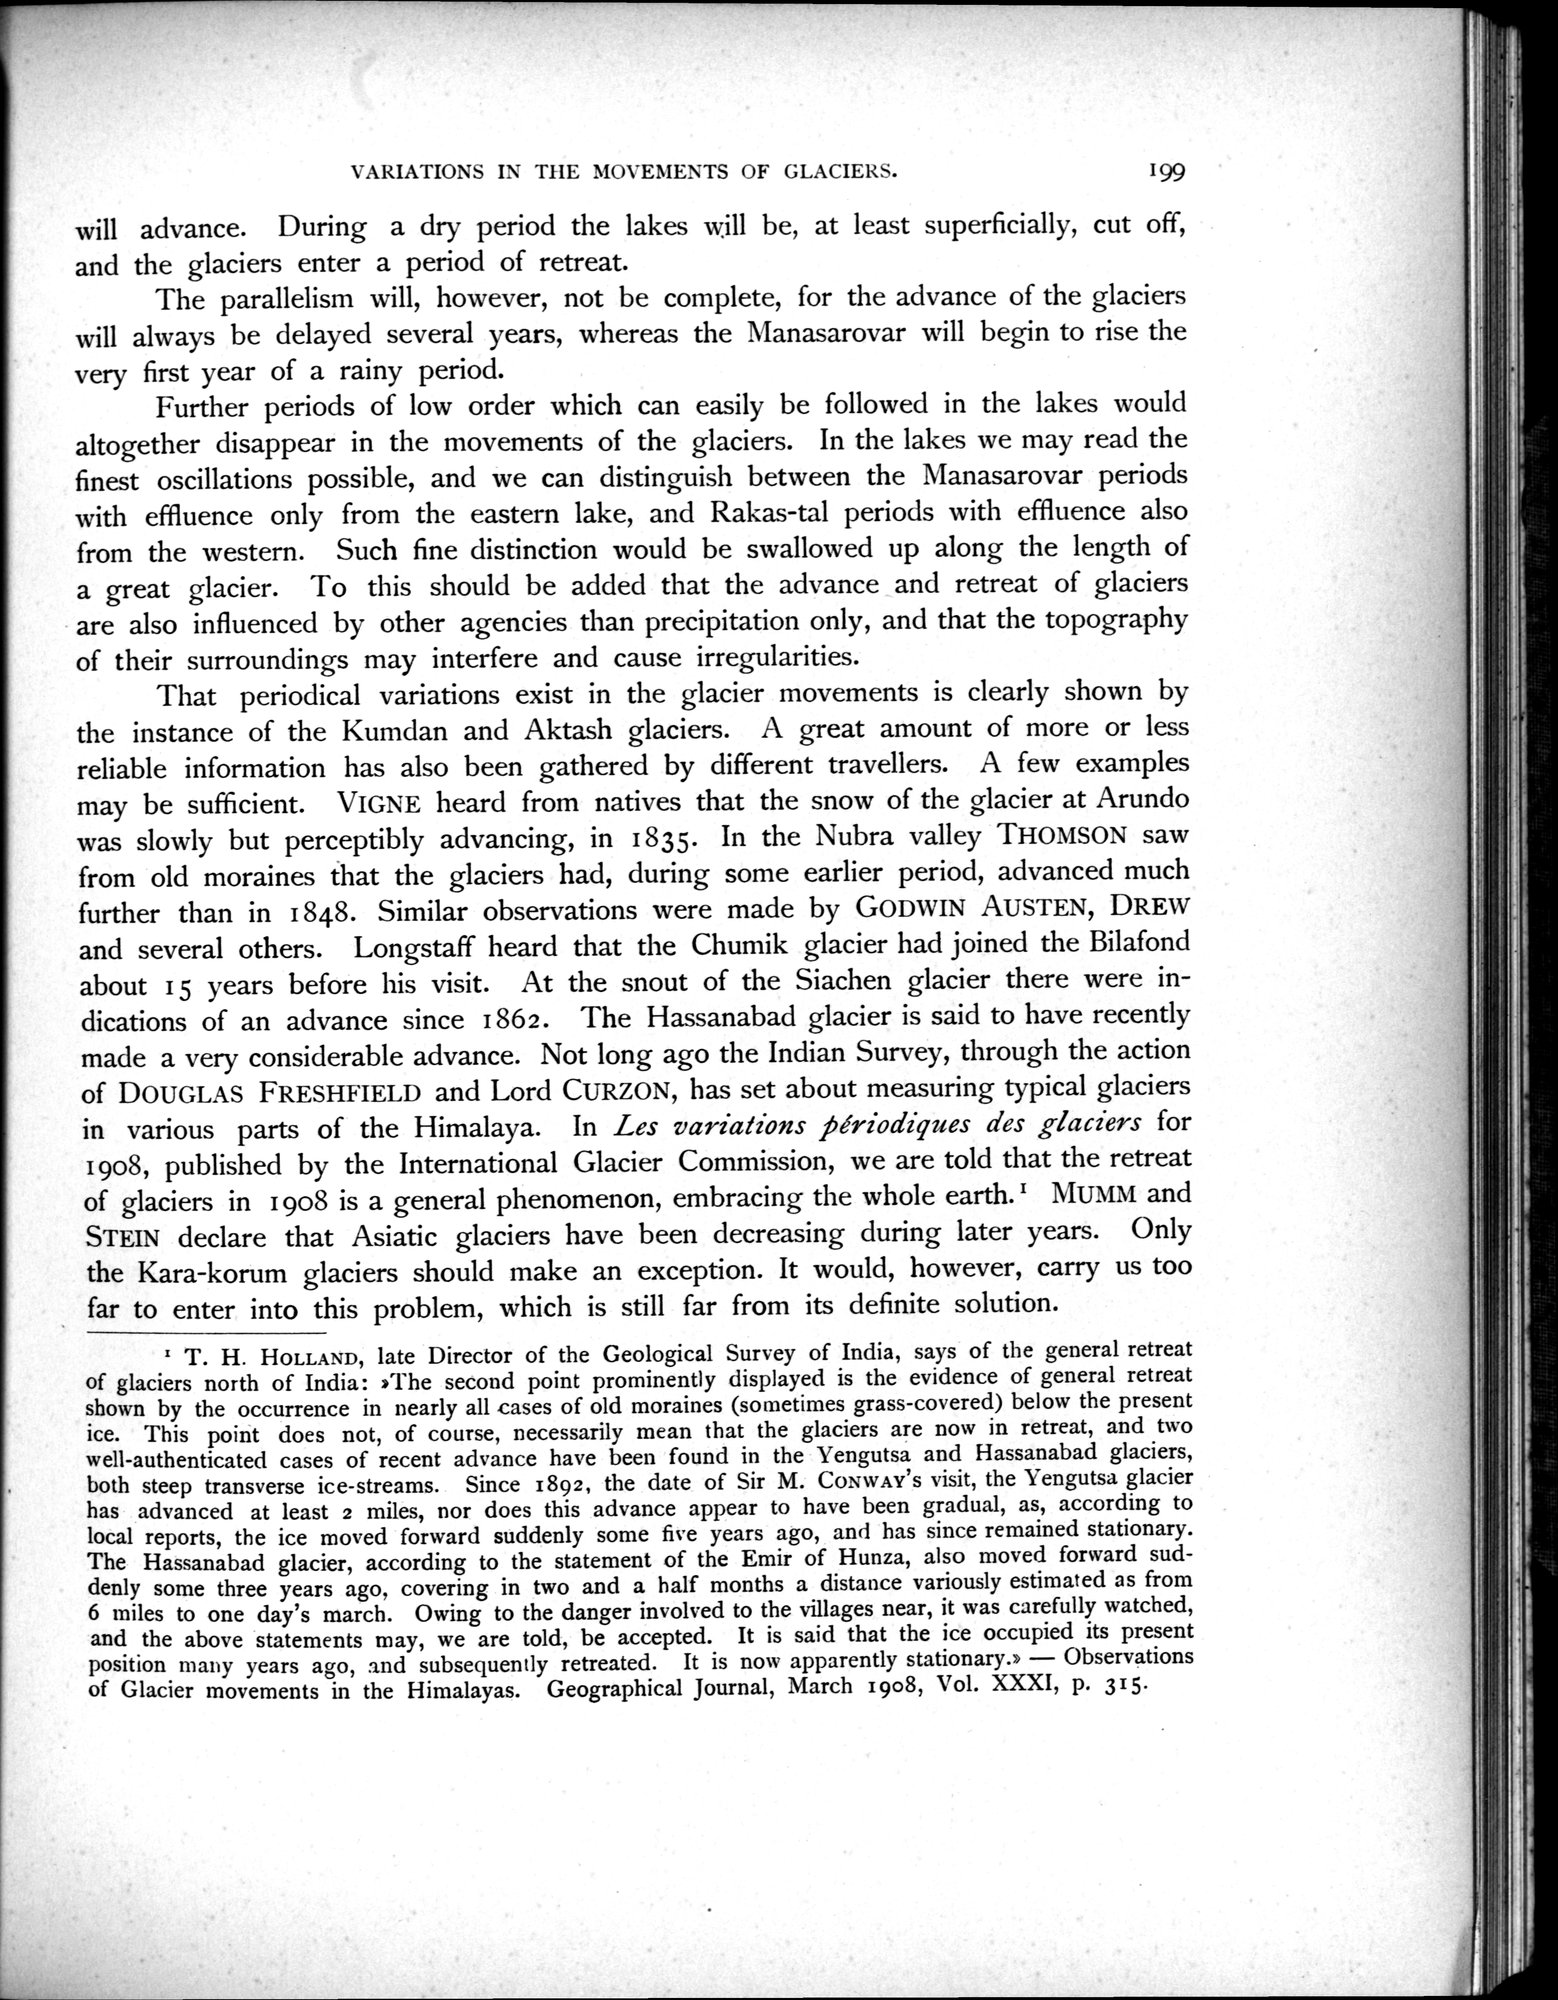 VARIATIONS IN THE MOVEMENTS OF GLACIERS. 199
will advance. During a dry period the lakes will be, at least superficially, cut off,
and the glaciers enter a period of retreat.
The parallelism will, however, not be complete, for the advance of the glaciers
will always be delayed several years, whereas the Manasarovar will begin to rise the
very first year of a rainy period.
Further periods of low order which can easily be followed in the lakes would
altogether disappear in the movements of the glaciers. In the lakes we may read the
finest oscillations possible, and we can distinguish between the Manasarovar periods
with effluence only from the eastern lake, and Rakas-tal periods with effluence also
from the western. Such fine distinction would be swallowed up along the length of
a great glacier. To this should be added that the advance and retreat of glaciers
are also influenced by other agencies than precipitation only, and that the topography
of their surroundings may interfere and cause irregularities.
That periodical variations exist in the glacier movements is clearly shown by
the instance of the Kumdan and Aktash glaciers. A great amount of more or less
reliable information has also been gathered by different travellers. A few examples
may be sufficient. VIGNE heard from natives that the snow of the glacier at Arundo
was slowly but perceptibly advancing, in 1835. In the Nubra valley THOMSON saw
from old moraines that the glaciers had, during some earlier period, advanced much
further than in 1848. Similar observations were made by GODWIN AUSTEN, DREW
and several others. Longstaff heard that the Chumik glacier had joined the Bilafond
about 15 years before his visit. At the snout of the Siachen glacier there were in-
dications of an advance since 1862. The Hassanabad glacier is said to have recently
made a very considerable advance. Not long ago the Indian Survey, through the action
of DOUGLAS FRESHFIELD and Lord CURZON, has set about measuring typical glaciers
in various parts of the Himalaya. In Les variations périodiques des glaciers for
1908, published by the International Glacier Commission, we are told that the retreat
of glaciers in 1908 is a general phenomenon, embracing the whole earth.¹ MUMM and
STEIN declare that Asiatic glaciers have been decreasing during later years. Only
the Kara-korum glaciers should make an exception. It would, however, carry us too
far to enter into this problem, which is still far from its definite solution.
¹ T. H. HOLLAND, late Director of the Geological Survey of India, says of the general retreat
of glaciers north of India: »The second point prominently displayed is the evidence of general retreat
shown by the occurrence in nearly all cases of old moraines (sometimes grass-covered) below the present
ice. This point does not, of course, necessarily mean that the glaciers are now in retreat, and two
well-authenticated cases of recent advance have been found in the Yengutsa and Hassanabad glaciers,
both steep transverse ice-streams. Since 1892, the date of Sir M. CONWAY's visit, the Yengutsa glacier
has advanced at least 2 miles, nor does this advance appear to have been gradual, as, according to
local reports, the ice moved forward suddenly some five years ago, and has since remained stationary.
The Hassanabad glacier, according to the statement of the Emir of Hunza, also moved forward sud-
denly some three years ago, covering in two and a half months a distance variously estimated as from
6 miles to one day's march. Owing to the danger involved to the villages near, it was carefully watched,
and the above statements may, we are told, be accepted. It is said that the ice occupied its present
position many years ago, and subsequently retreated. It is now apparently stationary.» — Observations
of Glacier movements in the Himalayas. Geographical Journal, March 1908, Vol. XXXI, p. 315.